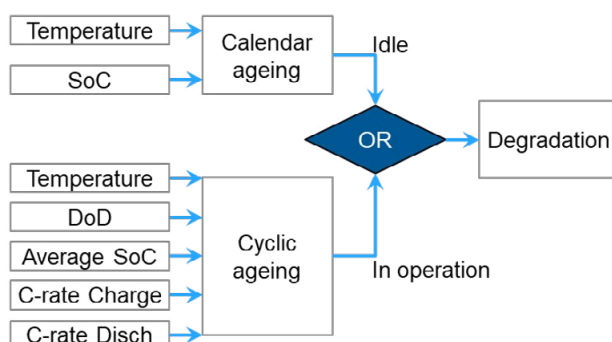 Temperature
SoC
Calendar
ageing
Idle
OR
Degradation
Temperature
DoD
Average SoC
C-rate Charge
C-rate Disch
Cyclic
ageing
In operation